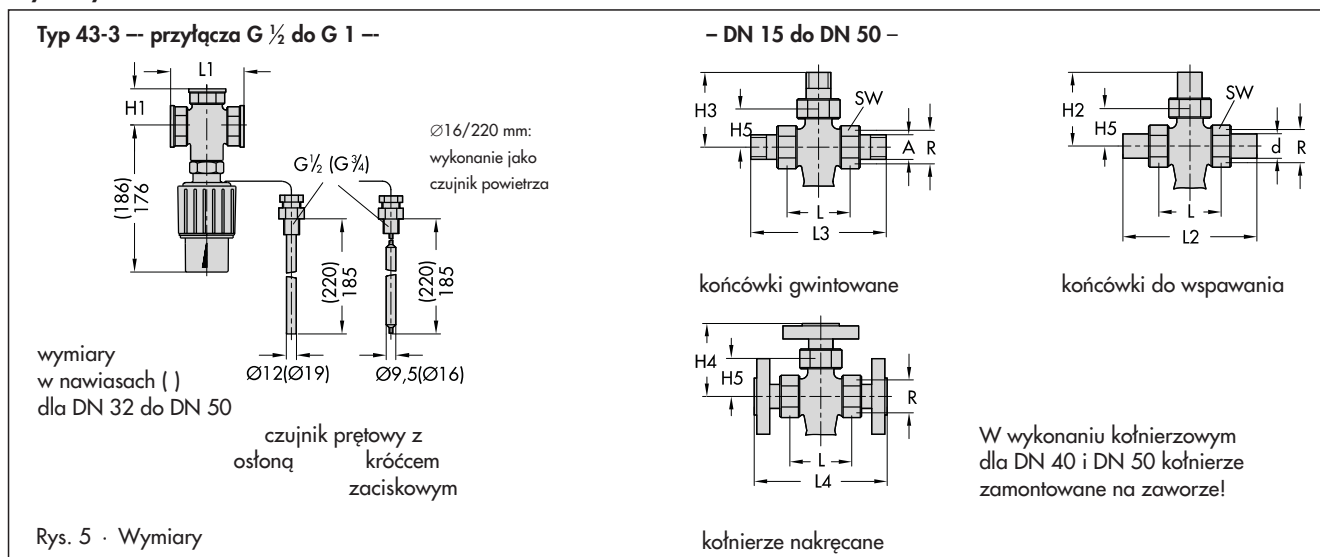 Typ 43-3 –- przyłącza G ½ do G 1 –-
L1
H1
(186)
176
G½ (G¾)
Ø16/220 mm:
wykonanie jako
czujnik powietrza
(220)
185
(220)
185
Ø12(Ø19)
Ø9,5(Ø16)
wymiary
w nawiasach ( )
dla DN 32 do DN 50
czujnik prętowy z
osłoną
króćcem
zaciskowym
Rys. 5 · Wymiary
– DN 15 do DN 50 –
H3
H5
SW
A
R
L
L3
końcówki gwintowane
H2
H5
SW
d
R
L
L2
końcówki do wspawania
H4
H5
R
L
L4
kołnierze nakręcane
W wykonaniu kołnierzowym
dla DN 40 i DN 50 kołnierze
zamontowane na zaworze!